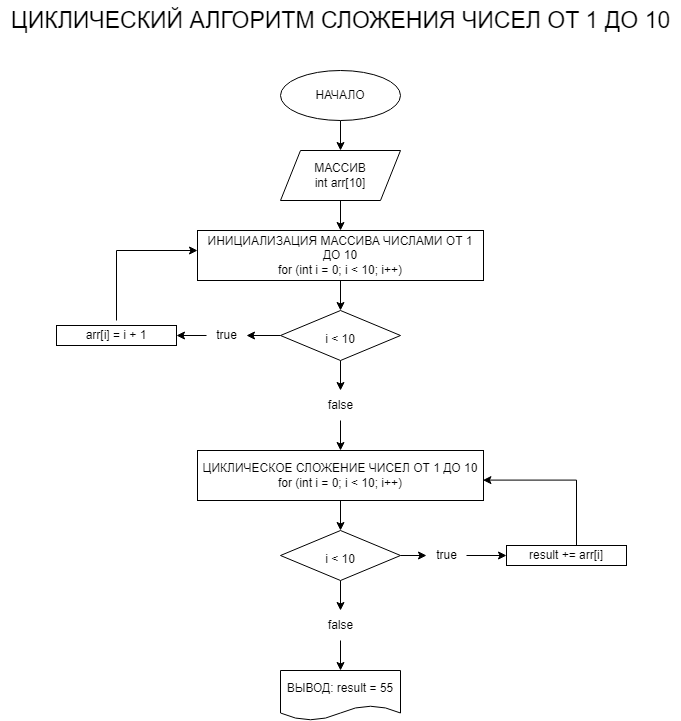 ЦИКЛИЧЕСКИЙ АЛГОРИТМ СЛОЖЕНИЯ ЧИСЕЛ ОТ 1 ДО 10
НАЧАЛО
МАССИВ
int arr[10]
ИНИЦИАЛИЗАЦИЯ МАССИВА ЧИСЛАМИ ОТ 1
ДО 10
for (int i = 0; i < 10; i++)
arr[i] = i + 1
true
i < 10
false
ЦИКЛИЧЕСКОЕ СЛОЖЕНИЕ ЧИСЕЛ ОТ 1 ДО 10
for (int i = 0; i < 10; i++)
i < 10
true
result += arr[i]
false
ВЫВОД: result = 55